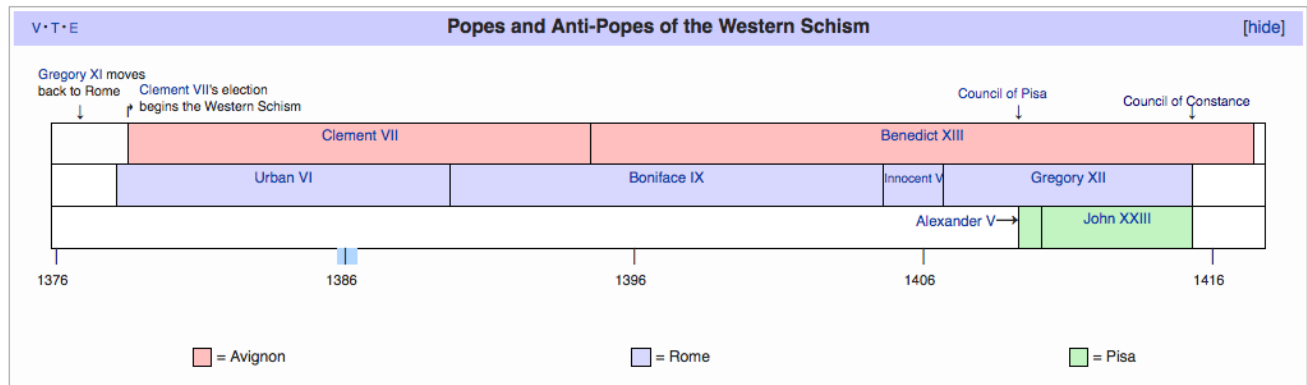 V·T·E
Popes and Anti-Popes of the Western Schism
[hide]
Gregory XI moves
back to Rome
Clement VII's election
begins the Western Schism
Council of Pisa
Council of Constance
Clement VII
Benedict XIII
Urban VI
Boniface IX
Innocent V
Gregory XII
Alexander V
John XXIII
1376
1386
1396
1406
1416
= Avignon
= Rome
= Pisa